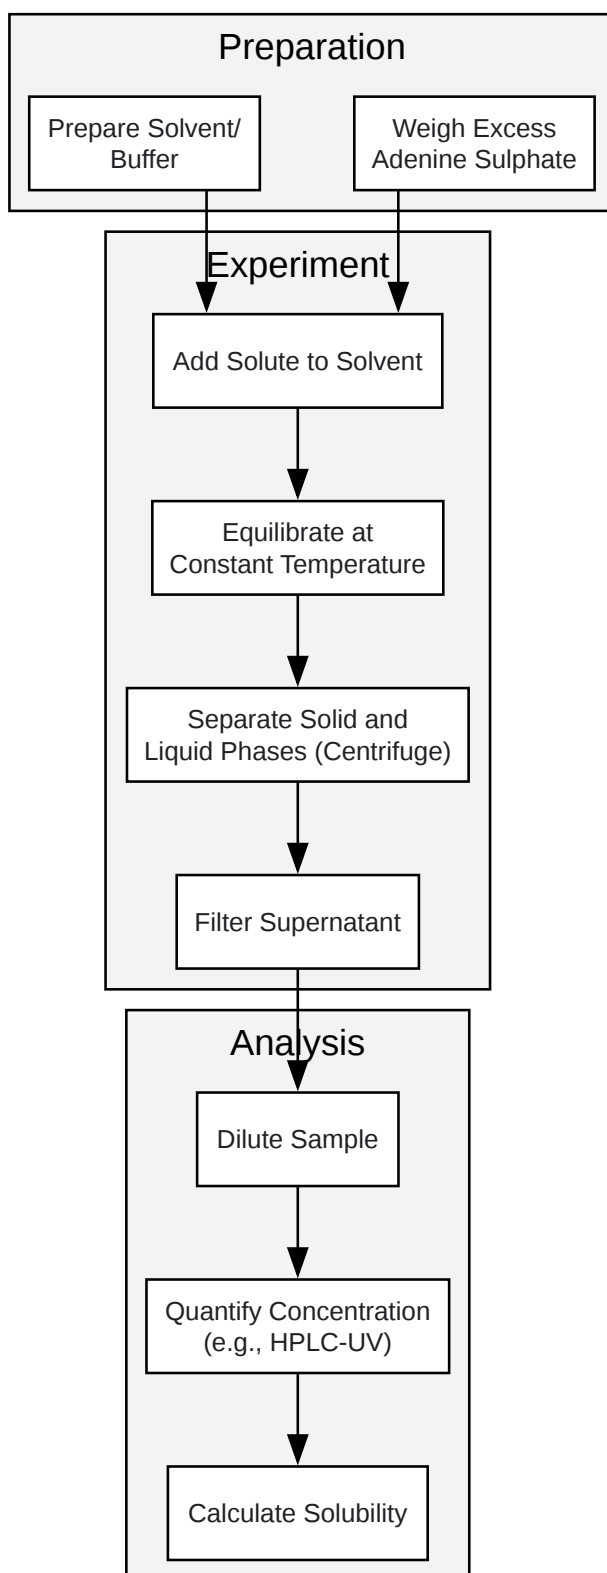 Preparation
Prepare Solvent/
Buffer
Weigh Excess
Adenine Sulphate
Experiment
Add Solute to Solvent
Equilibrate at
Constant Temperature
Separate Solid and
Liquid Phases (Centrifuge)
Filter Supernatant
Analysis
Dilute Sample
Quantify Concentration
(e.g., HPLC-UV)
Calculate Solubility